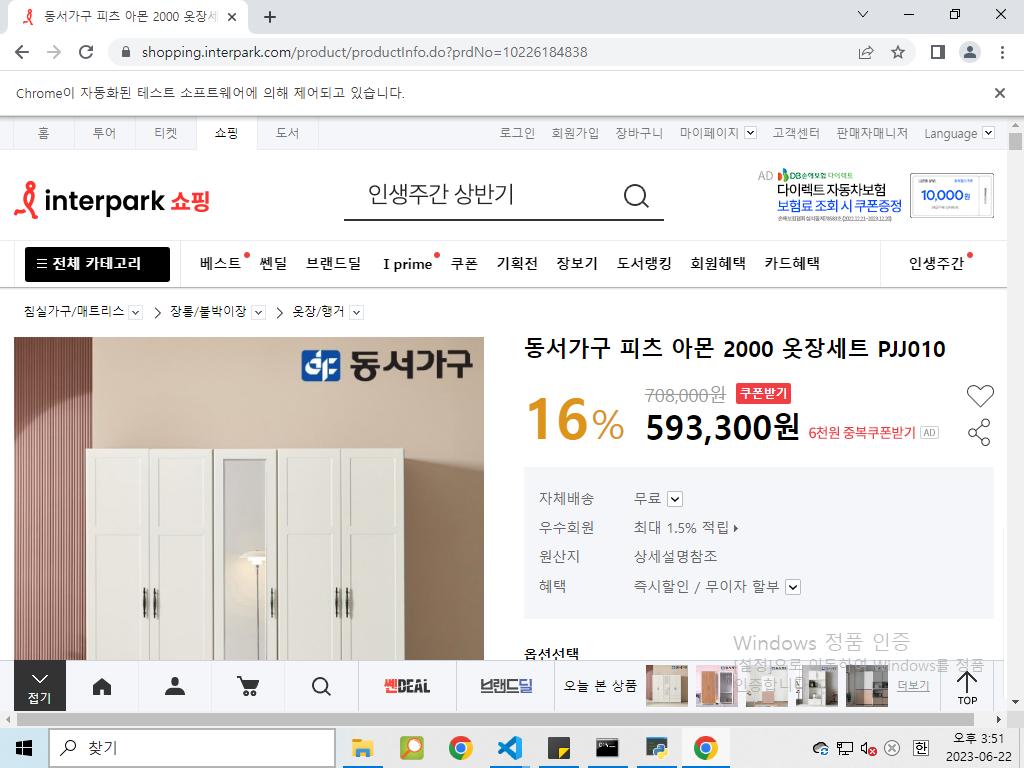 동서가구 피츠 아몬 2000 옷장세
shopping.interpark.com/product/productInfo.do?prdNo=10226184838
Chrome이 자동화된 테스트 소프트웨어에 의해 제어되고 있습니다.
홈 투어 티켓 쇼핑 도서 로그인 회원가입 장바구니 마이페이지 고객센터 판매자매니저 Language
interpark 쇼핑
인생주간 상반기
AD DB손해보험 다이렉트
다이렉트 자동차보험
보험료 조회 시 쿠폰증정
10,000원
전체 카테고리 베스트 쎈딜 브랜드딜 I prime 쿠폰 기획전 장보기 도서랭킹 회원혜택 카드혜택 인생주간
침실가구/매트리스 장롱/붙박이장 옷장/행거
동서가구
동서가구 피츠 아몬 2000 옷장세트 PJJ010
16%
708,000원 쿠폰받기
593,300원 6천원 중복쿠폰받기 AD
자체배송 무료
우수회원 최대 1.5% 적립
원산지 상세설명참조
혜택 즉시할인 / 무이자 할부
옵션선택
Windows 정품 인증
[설정]으로 이동하여 Windows를 정품
인증합니다.
접기
쎈DEAL
브랜드딜
오늘 본 상품
더보기
TOP
찾기
한
오후 3:51
2023-06-22